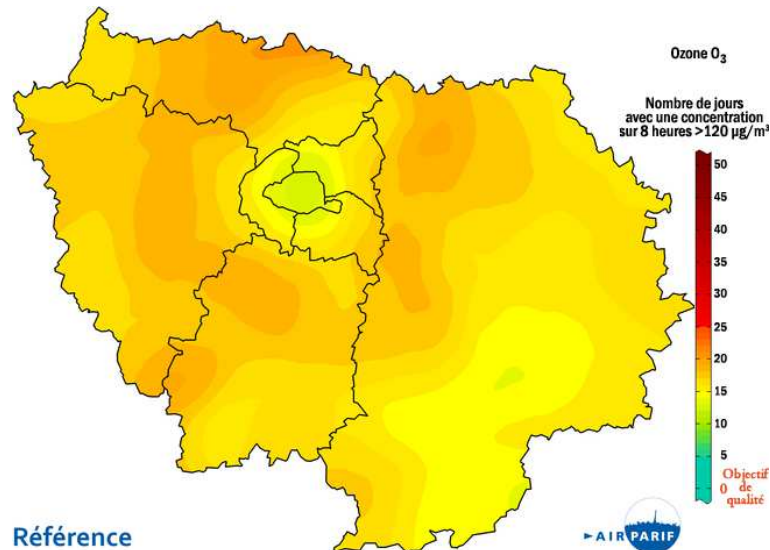 Ozone O₃
Nombre de jours
avec une concentration
sur 8 heures >120 µg/m³
50
45
40
35
30
25
20
15
10
5
0
Objectif
de
qualité
Référence
AIRPARIF